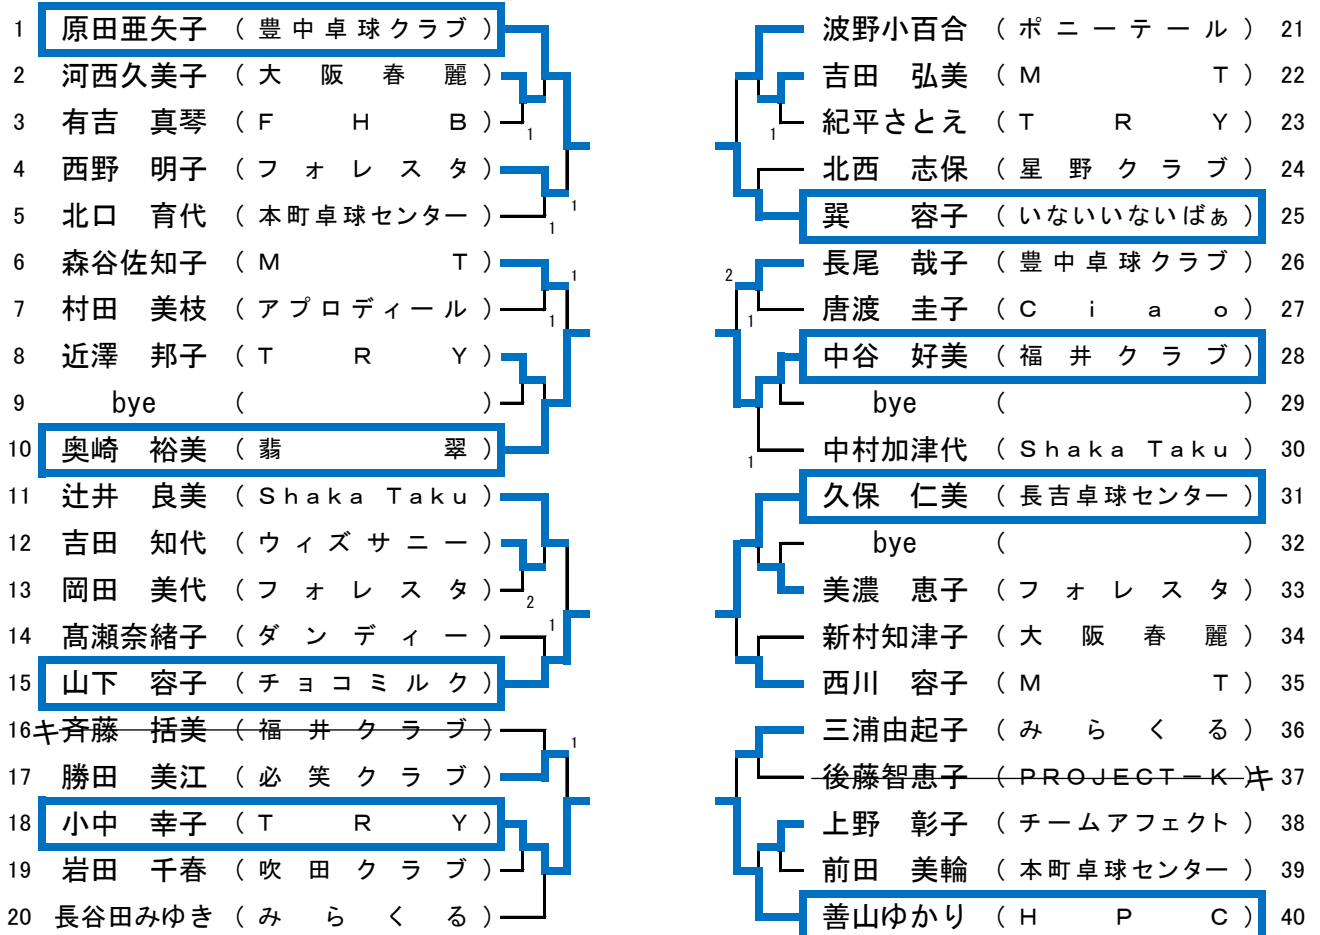 1 原田亜矢子 (豊中卓球クラブ)
2 河西久美子 (大阪春麗)
1
3 有吉 真琴 (FHB)
4 西野 明子 (フォレスタ)
1
5 北口 育代 (本町卓球センター)
1
6 森谷佐知子 (MT)
1
7 村田 美枝 (アプロディール)
1
8 近澤 邦子 (TRY)
9 bye ( )
10 奥崎 裕美 (翡翠)
11 辻井 良美 (Shaka Taku)
12 吉田 知代 (ウィズサニー)
13 岡田 美代 (フォレスタ)
2
14 髙瀬奈緒子 (ダンディー)
1
15 山下 容子 (チョコミルク)
16 キ 斉藤 括美 (福井クラブ)
1
17 勝田 美江 (必笑クラブ)
18 小中 幸子 (TRY)
19 岩田 千春 (吹田クラブ)
20 長谷田みゆき (みらくる)
波野小百合 (ポニーテール) 21
吉田 弘美 (MT) 22
1
紀平さとえ (TRY) 23
北西 志保 (星野クラブ) 24
巽 容子 (いないいないばぁ) 25
2
長尾 哉子 (豊中卓球クラブ) 26
1
唐渡 圭子 (Ciao) 27
中谷 好美 (福井クラブ) 28
bye ( ) 29
1
中村加津代 (Shaka Taku) 30
久保 仁美 (長吉卓球センター) 31
bye ( ) 32
美濃 恵子 (フォレスタ) 33
新村知津子 (大阪春麗) 34
西川 容子 (MT) 35
三浦由起子 (みらくる) 36
後藤智恵子 (PROJECT-K) キ 37
上野 彰子 (チームアフェクト) 38
前田 美輪 (本町卓球センター) 39
善山ゆかり (HPC) 40